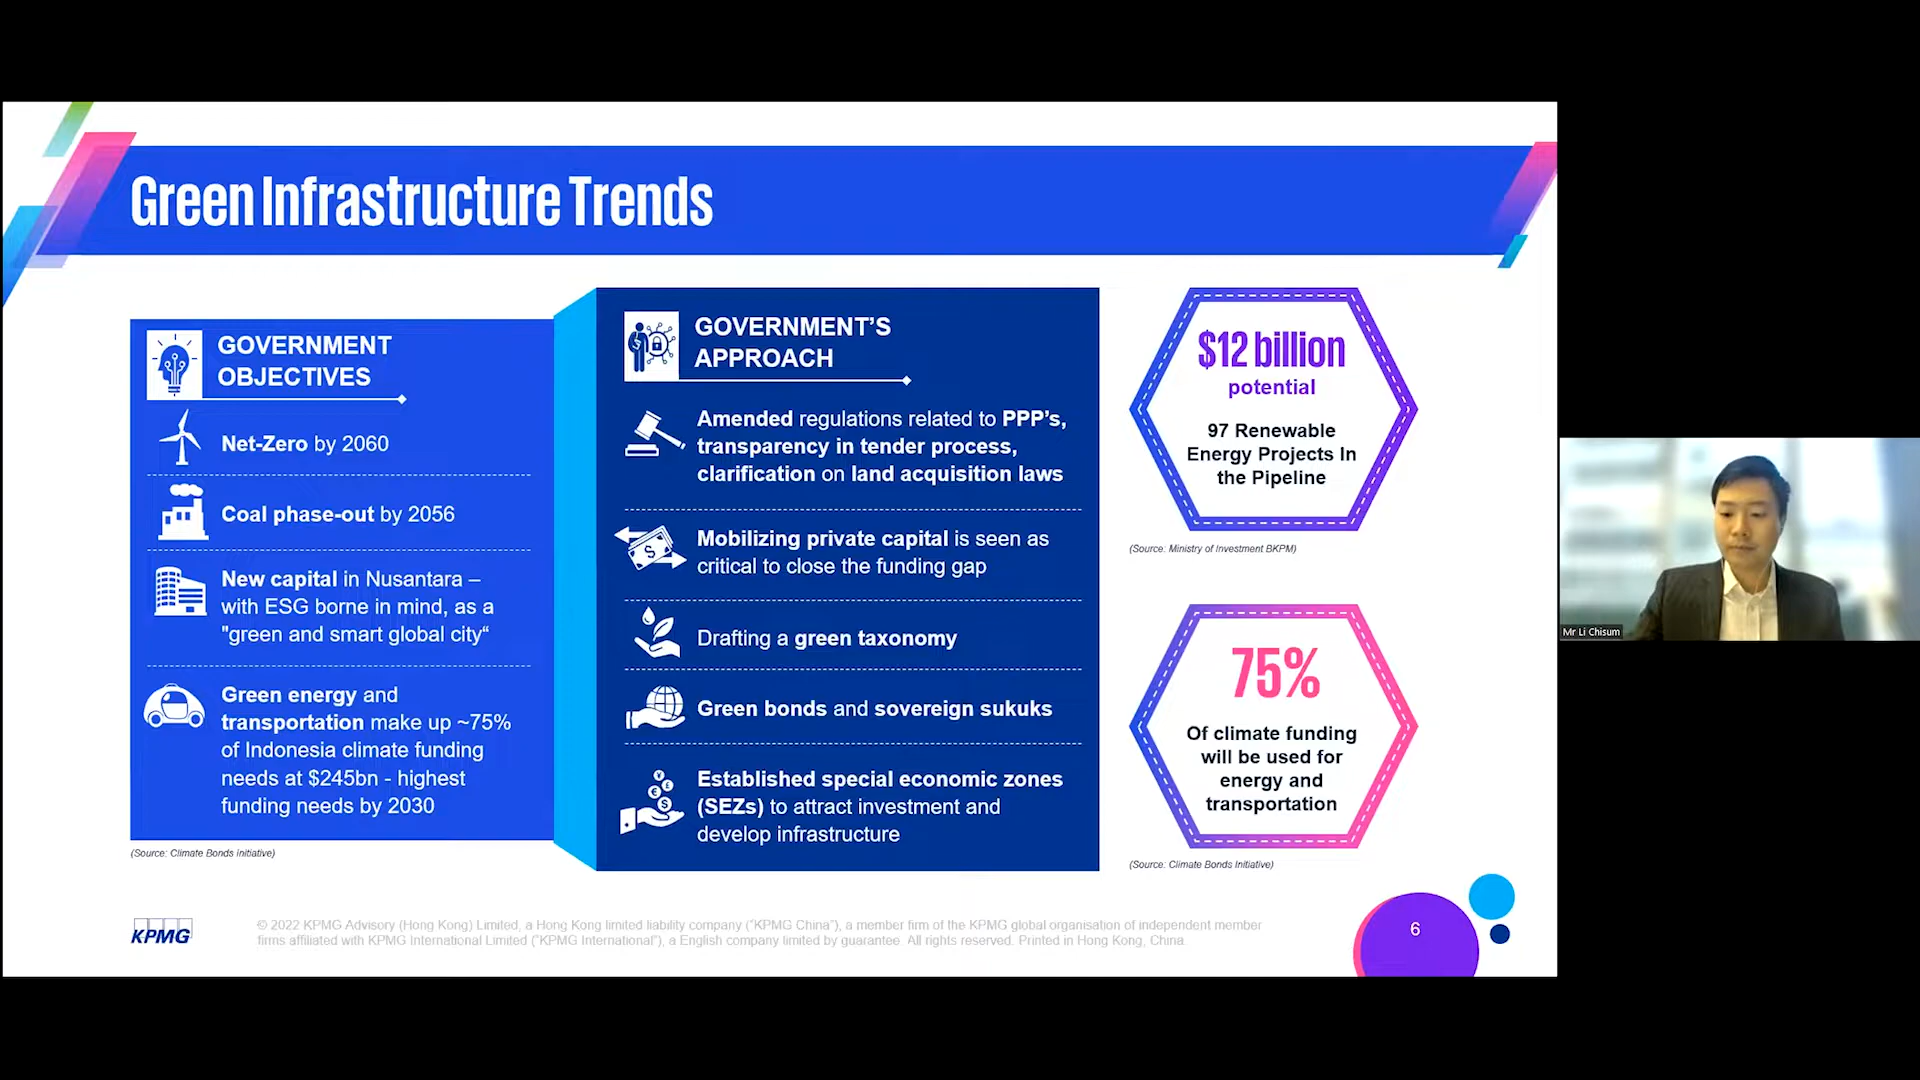 Green Infrastructure Trends
GOVERNMENT
OBJECTIVES
Net-Zero by 2060
Coal phase-out by 2056
New capital in Nusantara –
with ESG borne in mind, as a
"green and smart global city“
Green energy and
transportation make up ~75%
of Indonesia climate funding
needs at $245bn - highest
funding needs by 2030
(Source: Climate Bonds Initiative)
GOVERNMENT’S
APPROACH
Amended regulations related to PPP’s,
transparency in tender process,
clarification on land acquisition laws
Mobilizing private capital is seen as
critical to close the funding gap
Drafting a green taxonomy
Green bonds and sovereign sukuks
Established special economic zones
(SEZs) to attract investment and
develop infrastructure
$12 billion
potential
97 Renewable
Energy Projects In
the Pipeline
(Source: Ministry of Investment BKPM)
75%
Of climate funding
will be used for
energy and
transportation
(Source: Climate Bonds Initiative)
Mr Li Chisum
KPMG
© 2022 KPMG Advisory (Hong Kong) Limited, a Hong Kong limited liability company (“KPMG China”), a member firm of the KPMG global organisation of independent member
firms affiliated with KPMG International Limited (“KPMG International”), a English company limited by guarantee. All rights reserved. Printed in Hong Kong, China.
6